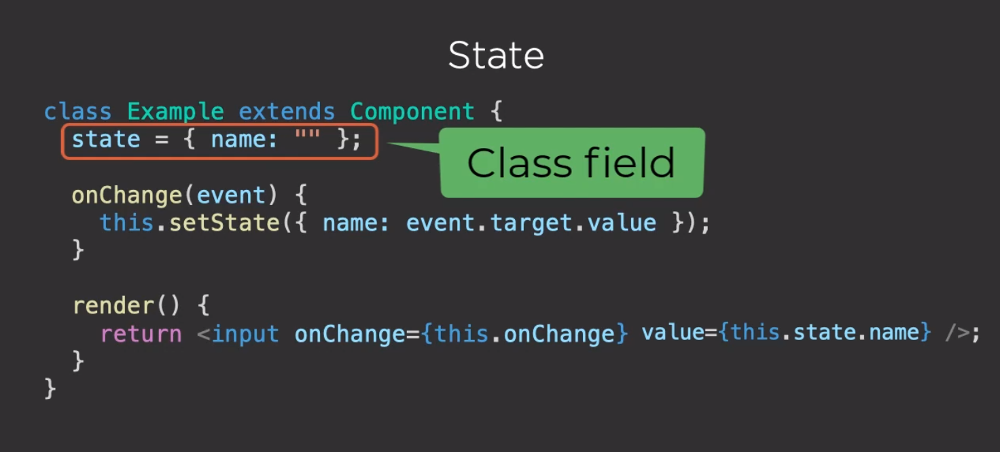 State
class Example extends Component {
state = { name: "" };
Class field
onChange(event) {
this.setState({ name: event.target.value });
}
render() {
return <input onChange={this.onChange} value={this.state.name} />;
}
}